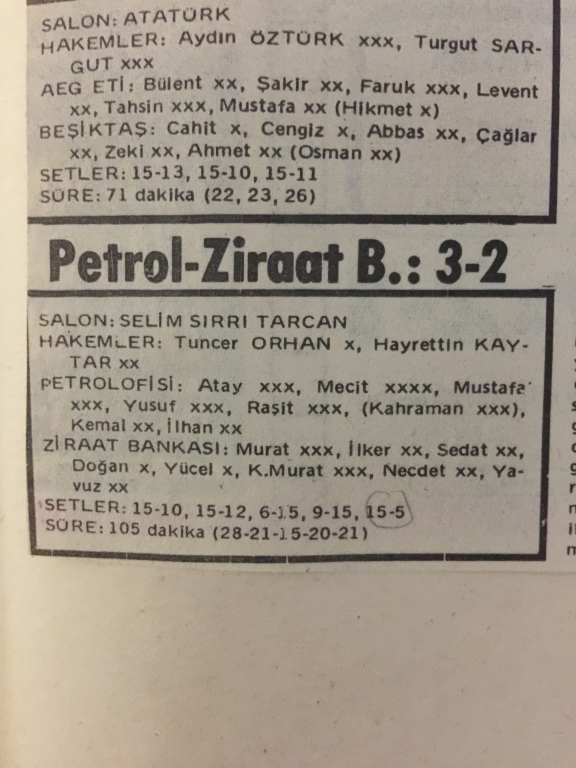 SALON: ATATÜRK
HAKEMLER: Aydın ÖZTÜRK xxx, Turgut SAR-
GUT xxx
AEG ETİ: Bülent xx, Şakir xx, Faruk xxx, Levent
xx, Tahsin xxx, Mustafa xx (Hikmet x)
BEŞİKTAŞ: Cahit x, Cengiz x, Abbas xx, Çağlar
xx, Zeki xx, Ahmet xx (Osman xx)
SETLER: 15-13, 15-10, 15-11
SÜRE: 71 dakika (22, 23, 26)
Petrol-Ziraat B.: 3-2
SALON: SELİM SIRRI TARCAN
HAKEMLER: Tuncer ORHAN x, Hayrettin KAY-
TAR xx
PETROLOFİSİ: Atay xxx, Mecit xxxx, Mustafa
xxx, Yusuf xxx, Raşit xxx, (Kahraman xxx),
Kemal xx, İlhan xx
ZİRAAT BANKASI: Murat xxx, İlker xx, Sedat xx,
Doğan x, Yücel x, K.Murat xxx, Necdet xx, Ya-
vuz xx
SETLER: 15-10, 15-12, 6-15, 9-15, 15-5
SÜRE: 105 dakika (28-21-15-20-21)